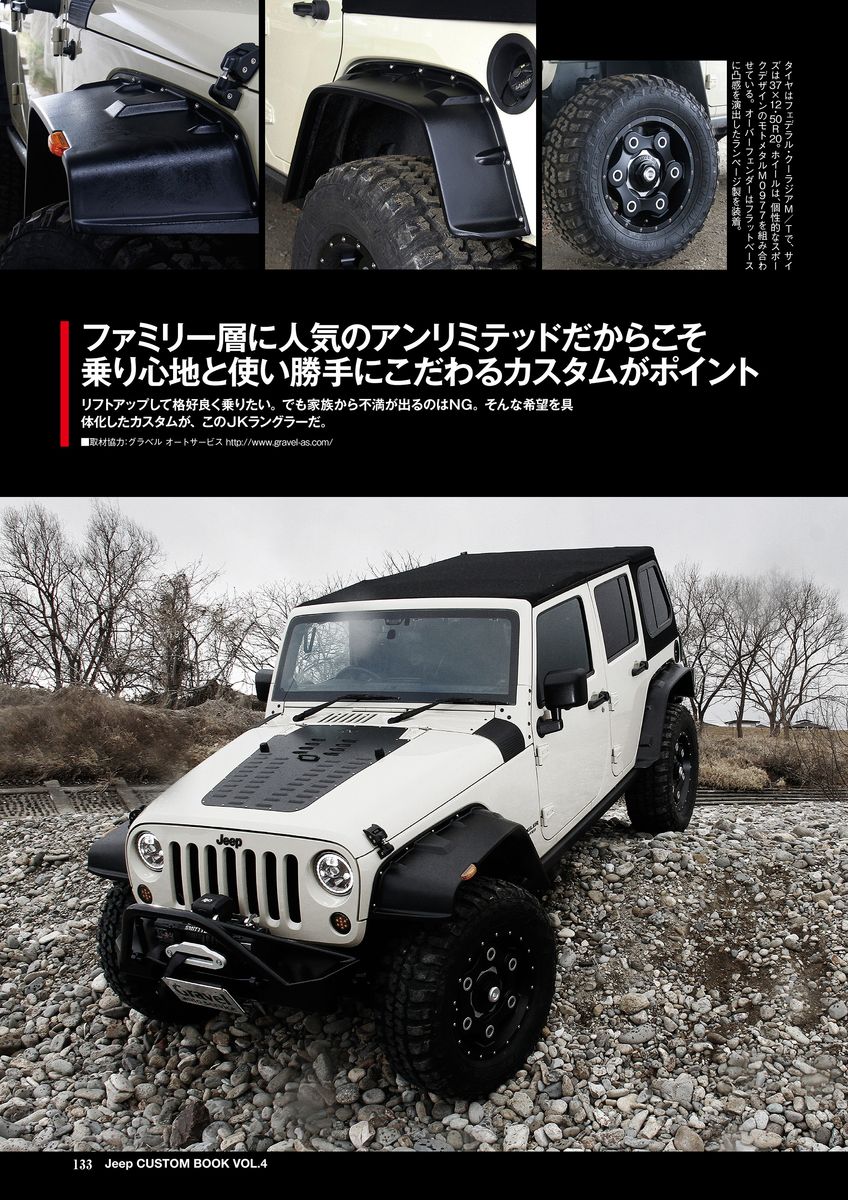 タイヤはフェデラル・クーラジアM/Tで、サイ
ズは37×12.50R20。ホイールは、個性的なスポー
クデザインのモトメタルM0977を組み合わ
せている。オーバーフェンダーはフラットベース
に凸感を演出したランページ製を装着。
ファミリー層に人気のアンリミテッドだからこそ
乗り心地と使い勝手にこだわるカスタムがポイント
リフトアップして格好良く乗りたい。でも家族から不満が出るのはNG。そんな希望を具
体化したカスタムが、このJKラングラーだ。
■取材協力:グラベル オートサービス http://www.gravel-as.com/
Jeep
Gravel
133 Jeep CUSTOM BOOK VOL.4